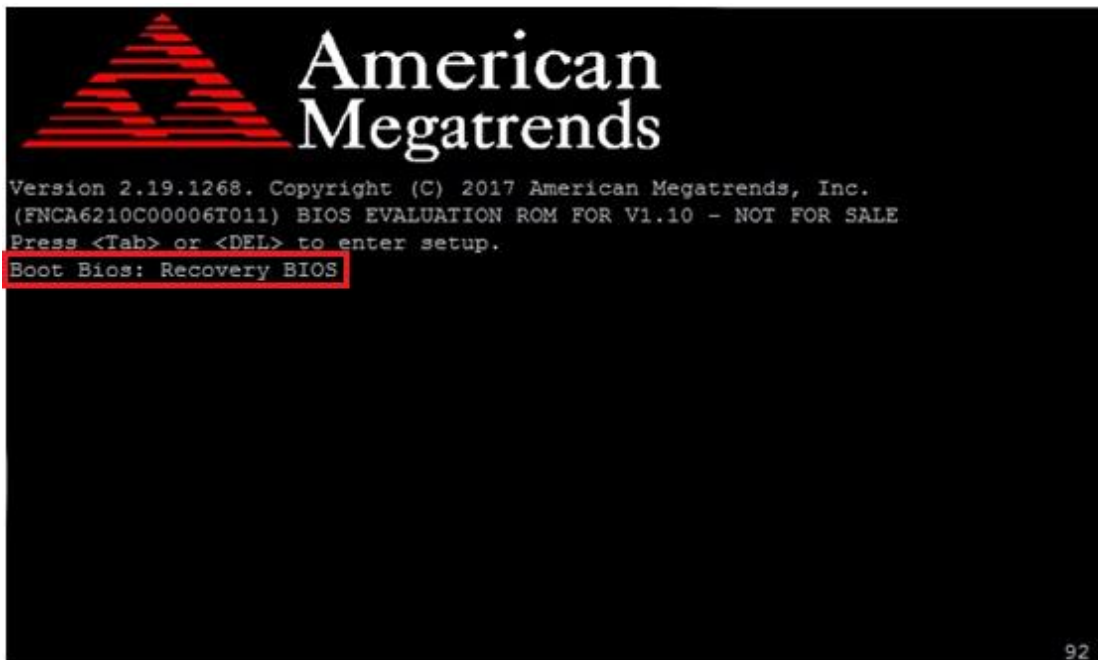 American
Megatrends
Version 2.19.1268. Copyright (C) 2017 American Megatrends, Inc.
(FNCA6210C00006T011) BIOS EVALUATION ROM FOR V1.10 - NOT FOR SALE
Press <Tab> or <DEL> to enter setup.
Boot Bios: Recovery BIOS
92